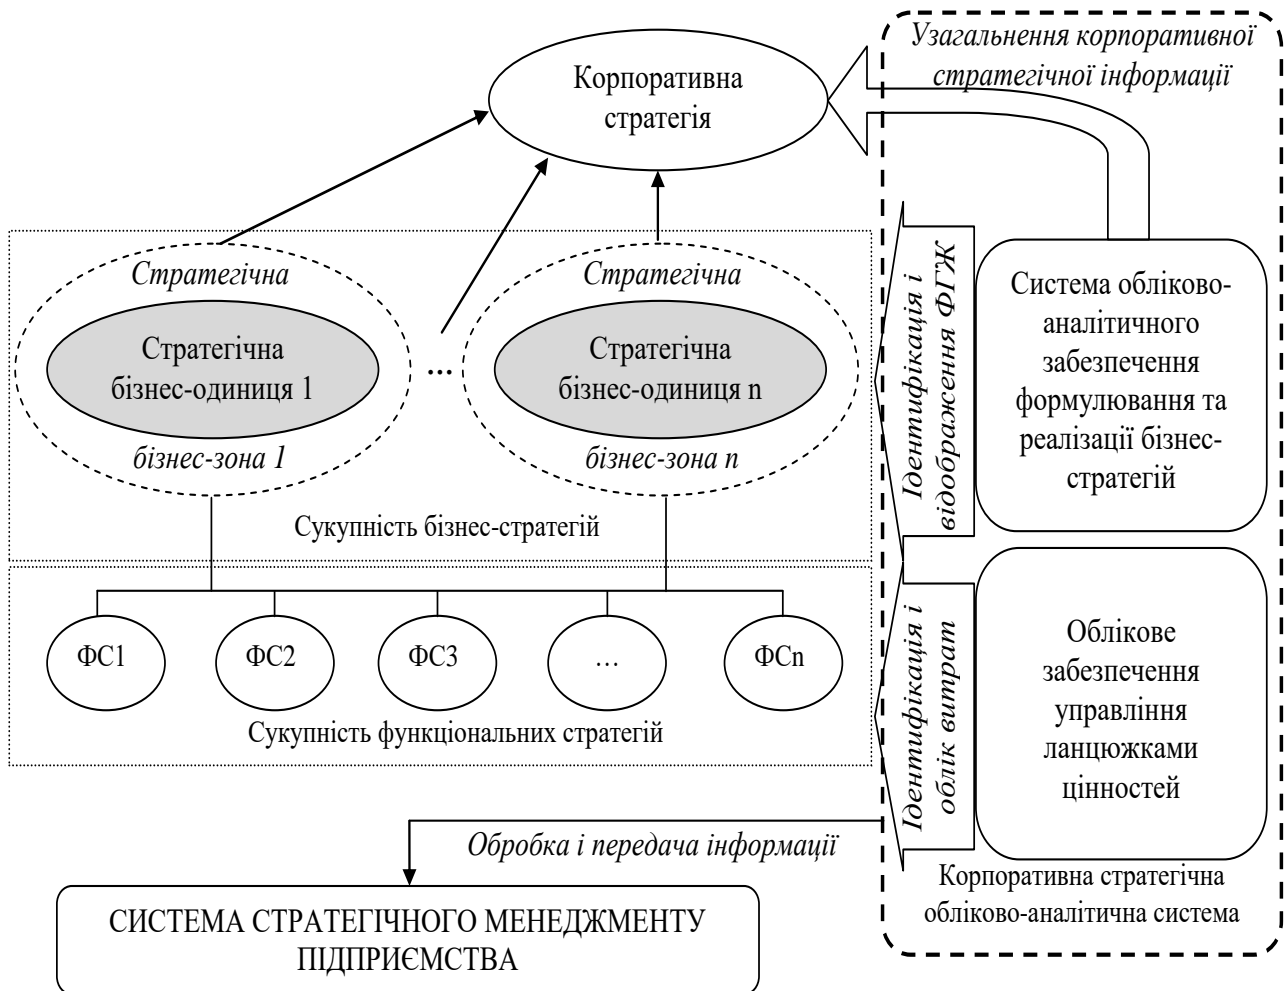 Узагальнення корпоративної
стратегічної інформації
Корпоративна
стратегія
Стратегічна
Стратегічна
бізнес-одиниця 1
бізнес-зона 1
...
Стратегічна
Стратегічна
бізнес-одиниця n
бізнес-зона n
Сукупність бізнес-стратегій
Ідентифікація і
відображення ФГЖ
Система обліково-
аналітичного
забезпечення
формулювання та
реалізації бізнес-
стратегій
ФС1
ФС2
ФС3
…
ФСn
Сукупність функціональних стратегій
Ідентифікація і
облік витрат
Облікове
забезпечення
управління
ланцюжками
цінностей
Обробка і передача інформації
Корпоративна стратегічна
обліково-аналітична система
СИСТЕМА СТРАТЕГІЧНОГО МЕНЕДЖМЕНТУ
ПІДПРИЄМСТВА